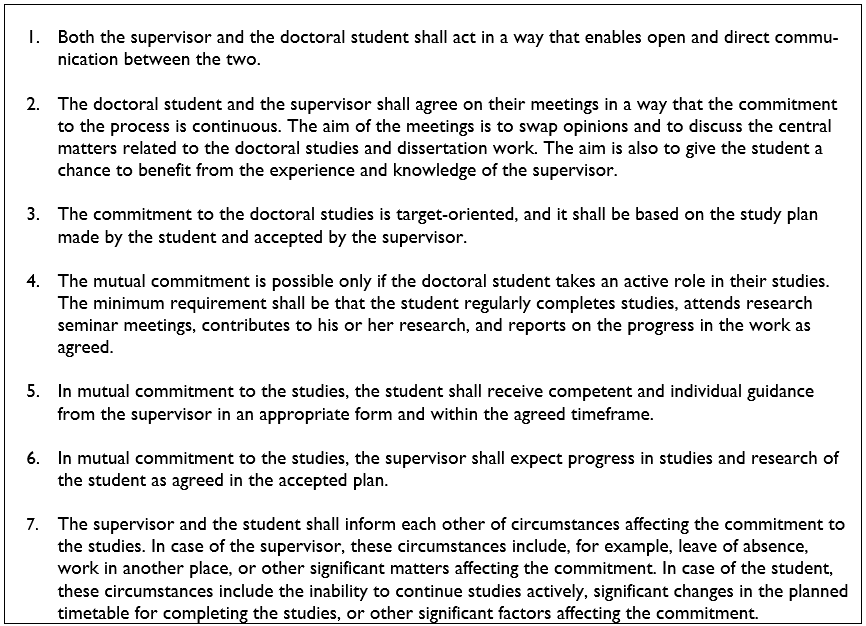 1. Both the supervisor and the doctoral student shall act in a way that enables open and direct commu-
nication between the two.
2. The doctoral student and the supervisor shall agree on their meetings in a way that the commitment
to the process is continuous. The aim of the meetings is to swap opinions and to discuss the central
matters related to the doctoral studies and dissertation work. The aim is also to give the student a
chance to benefit from the experience and knowledge of the supervisor.
3. The commitment to the doctoral studies is target-oriented, and it shall be based on the study plan
made by the student and accepted by the supervisor.
4. The mutual commitment is possible only if the doctoral student takes an active role in their studies.
The minimum requirement shall be that the student regularly completes studies, attends research
seminar meetings, contributes to his or her research, and reports on the progress in the work as
agreed.
5. In mutual commitment to the studies, the student shall receive competent and individual guidance
from the supervisor in an appropriate form and within the agreed timeframe.
6. In mutual commitment to the studies, the supervisor shall expect progress in studies and research of
the student as agreed in the accepted plan.
7. The supervisor and the student shall inform each other of circumstances affecting the commitment to
the studies. In case of the supervisor, these circumstances include, for example, leave of absence,
work in another place, or other significant matters affecting the commitment. In case of the student,
these circumstances include the inability to continue studies actively, significant changes in the planned
timetable for completing the studies, or other significant factors affecting the commitment.